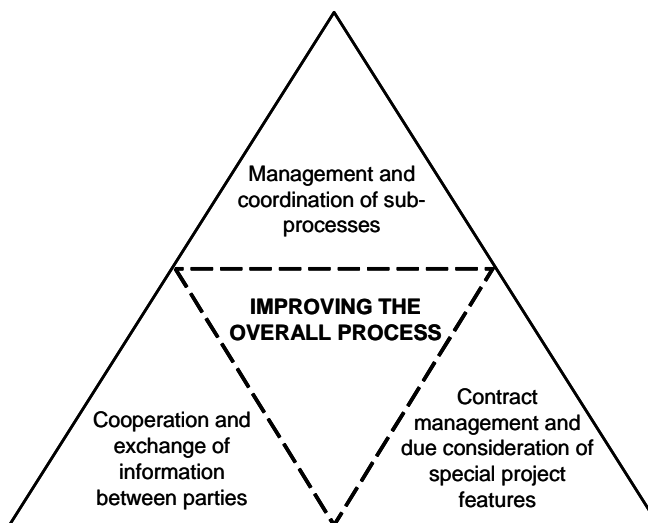 Management and
coordination of sub-
processes
IMPROVING THE
OVERALL PROCESS
Cooperation and
exchange of
information
between parties
Contract
management and
due consideration of
special project
features